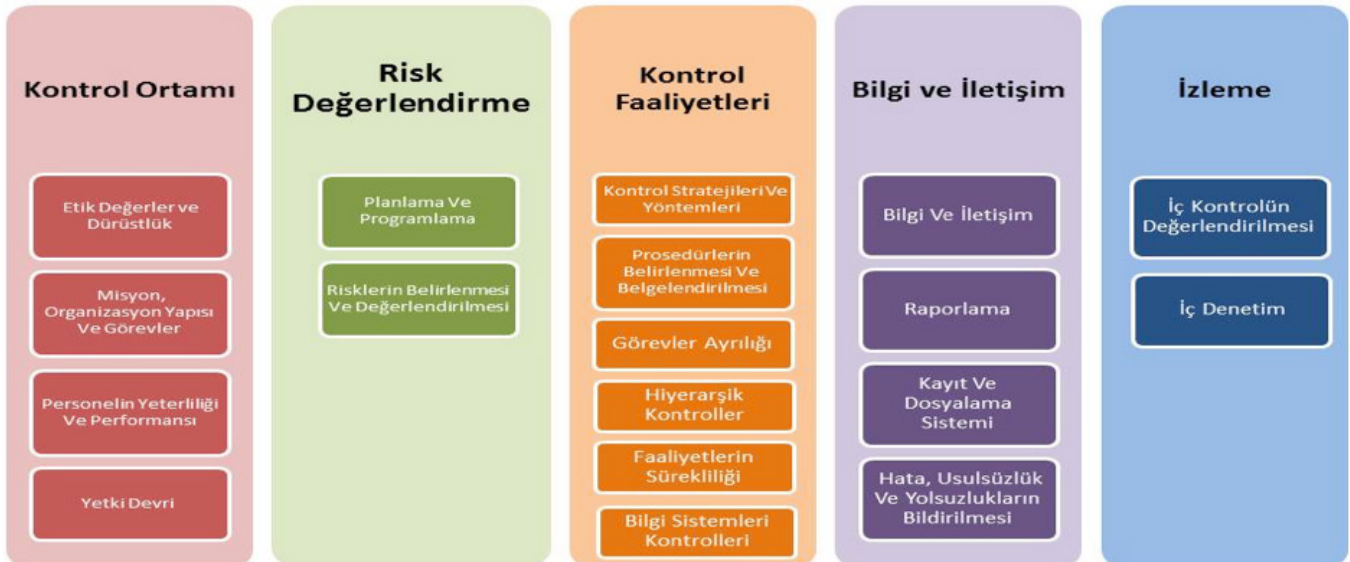 Kontrol Ortamı
Etik Değerler ve
Dürüstlük
Misyon,
Organizasyon Yapısı
Ve Görevler
Personelin Yeterliliği
Ve Performansı
Yetki Devri
Risk
Değerlendirme
Planlama Ve
Programlama
Risklerin Belirlenmesi
Ve Değerlendirilmesi
Kontrol
Faaliyetleri
Kontrol Stratejileri Ve
Yöntemleri
Prosedürlerin
Belirlenmesi Ve
Belgelendirilmesi
Görevler Ayrılığı
Hiyerarşik
Kontroller
Faaliyetlerin
Sürekliliği
Bilgi Sistemleri
Kontrolleri
Bilgi ve İletişim
Bilgi Ve İletişim
Raporlama
Kayıt Ve
Dosyalama
Sistemi
Hata, Usulsüzlük
Ve Yolsuzlukların
Bildirilmesi
İzleme
İç Kontrolün
Değerlendirilmesi
İç Denetim